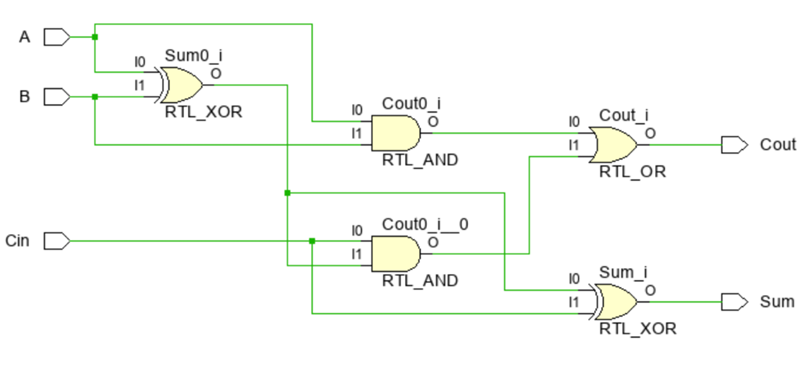 A
B
Cin
Sum0_i
I0
I1
O
RTL_XOR
Cout0_i
I0
I1
O
RTL_AND
Cout0_i__0
I0
I1
O
RTL_AND
Cout_i
I0
I1
O
RTL_OR
Cout
Sum_i
I0
I1
O
RTL_XOR
Sum